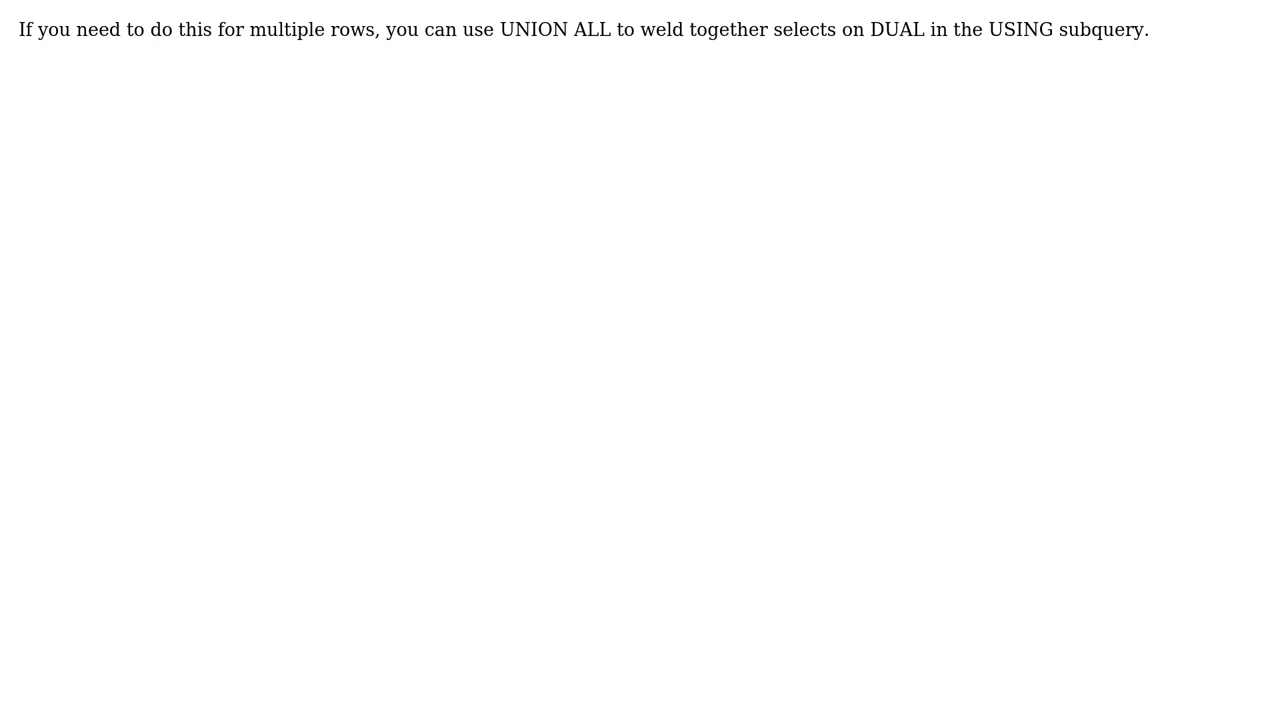 If you need to do this for multiple rows, you can use UNION ALL to weld together selects on DUAL in the USING subquery.